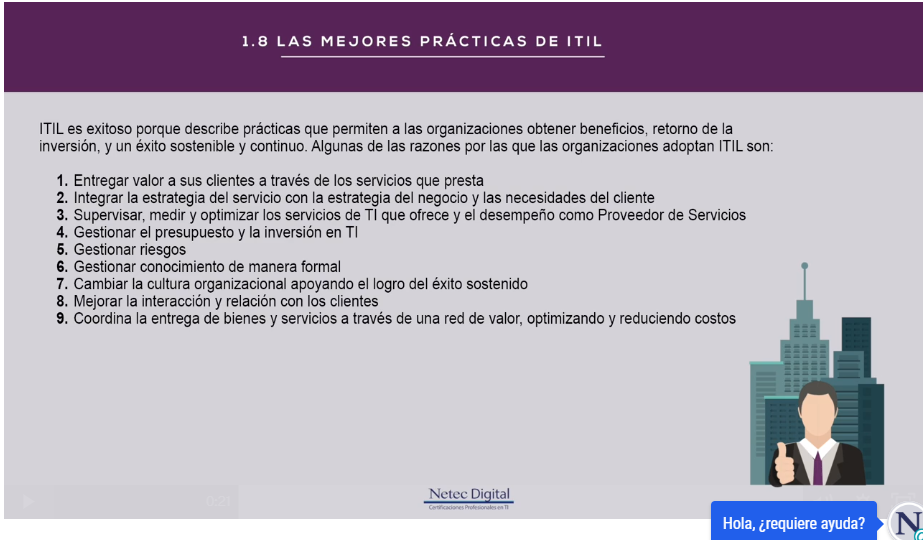 1.8 LAS MEJORES PRÁCTICAS DE ITIL
ITIL es exitoso porque describe prácticas que permiten a las organizaciones obtener beneficios, retorno de la
inversión, y un éxito sostenible y continuo. Algunas de las razones por las que las organizaciones adoptan ITIL son:
1. Entregar valor a sus clientes a través de los servicios que presta
2. Integrar la estrategia del servicio con la estrategia del negocio y las necesidades del cliente
3. Supervisar, medir y optimizar los servicios de TI que ofrece y el desempeño como Proveedor de Servicios
4. Gestionar el presupuesto y la inversión en TI
5. Gestionar riesgos
6. Gestionar conocimiento de manera formal
7. Cambiar la cultura organizacional apoyando el logro del éxito sostenido
8. Mejorar la interacción y relación con los clientes
9. Coordina la entrega de bienes y servicios a través de una red de valor, optimizando y reduciendo costos
Netec Digital
Certificaciones Profesionales en TI
Hola, ¿requiere ayuda?
N